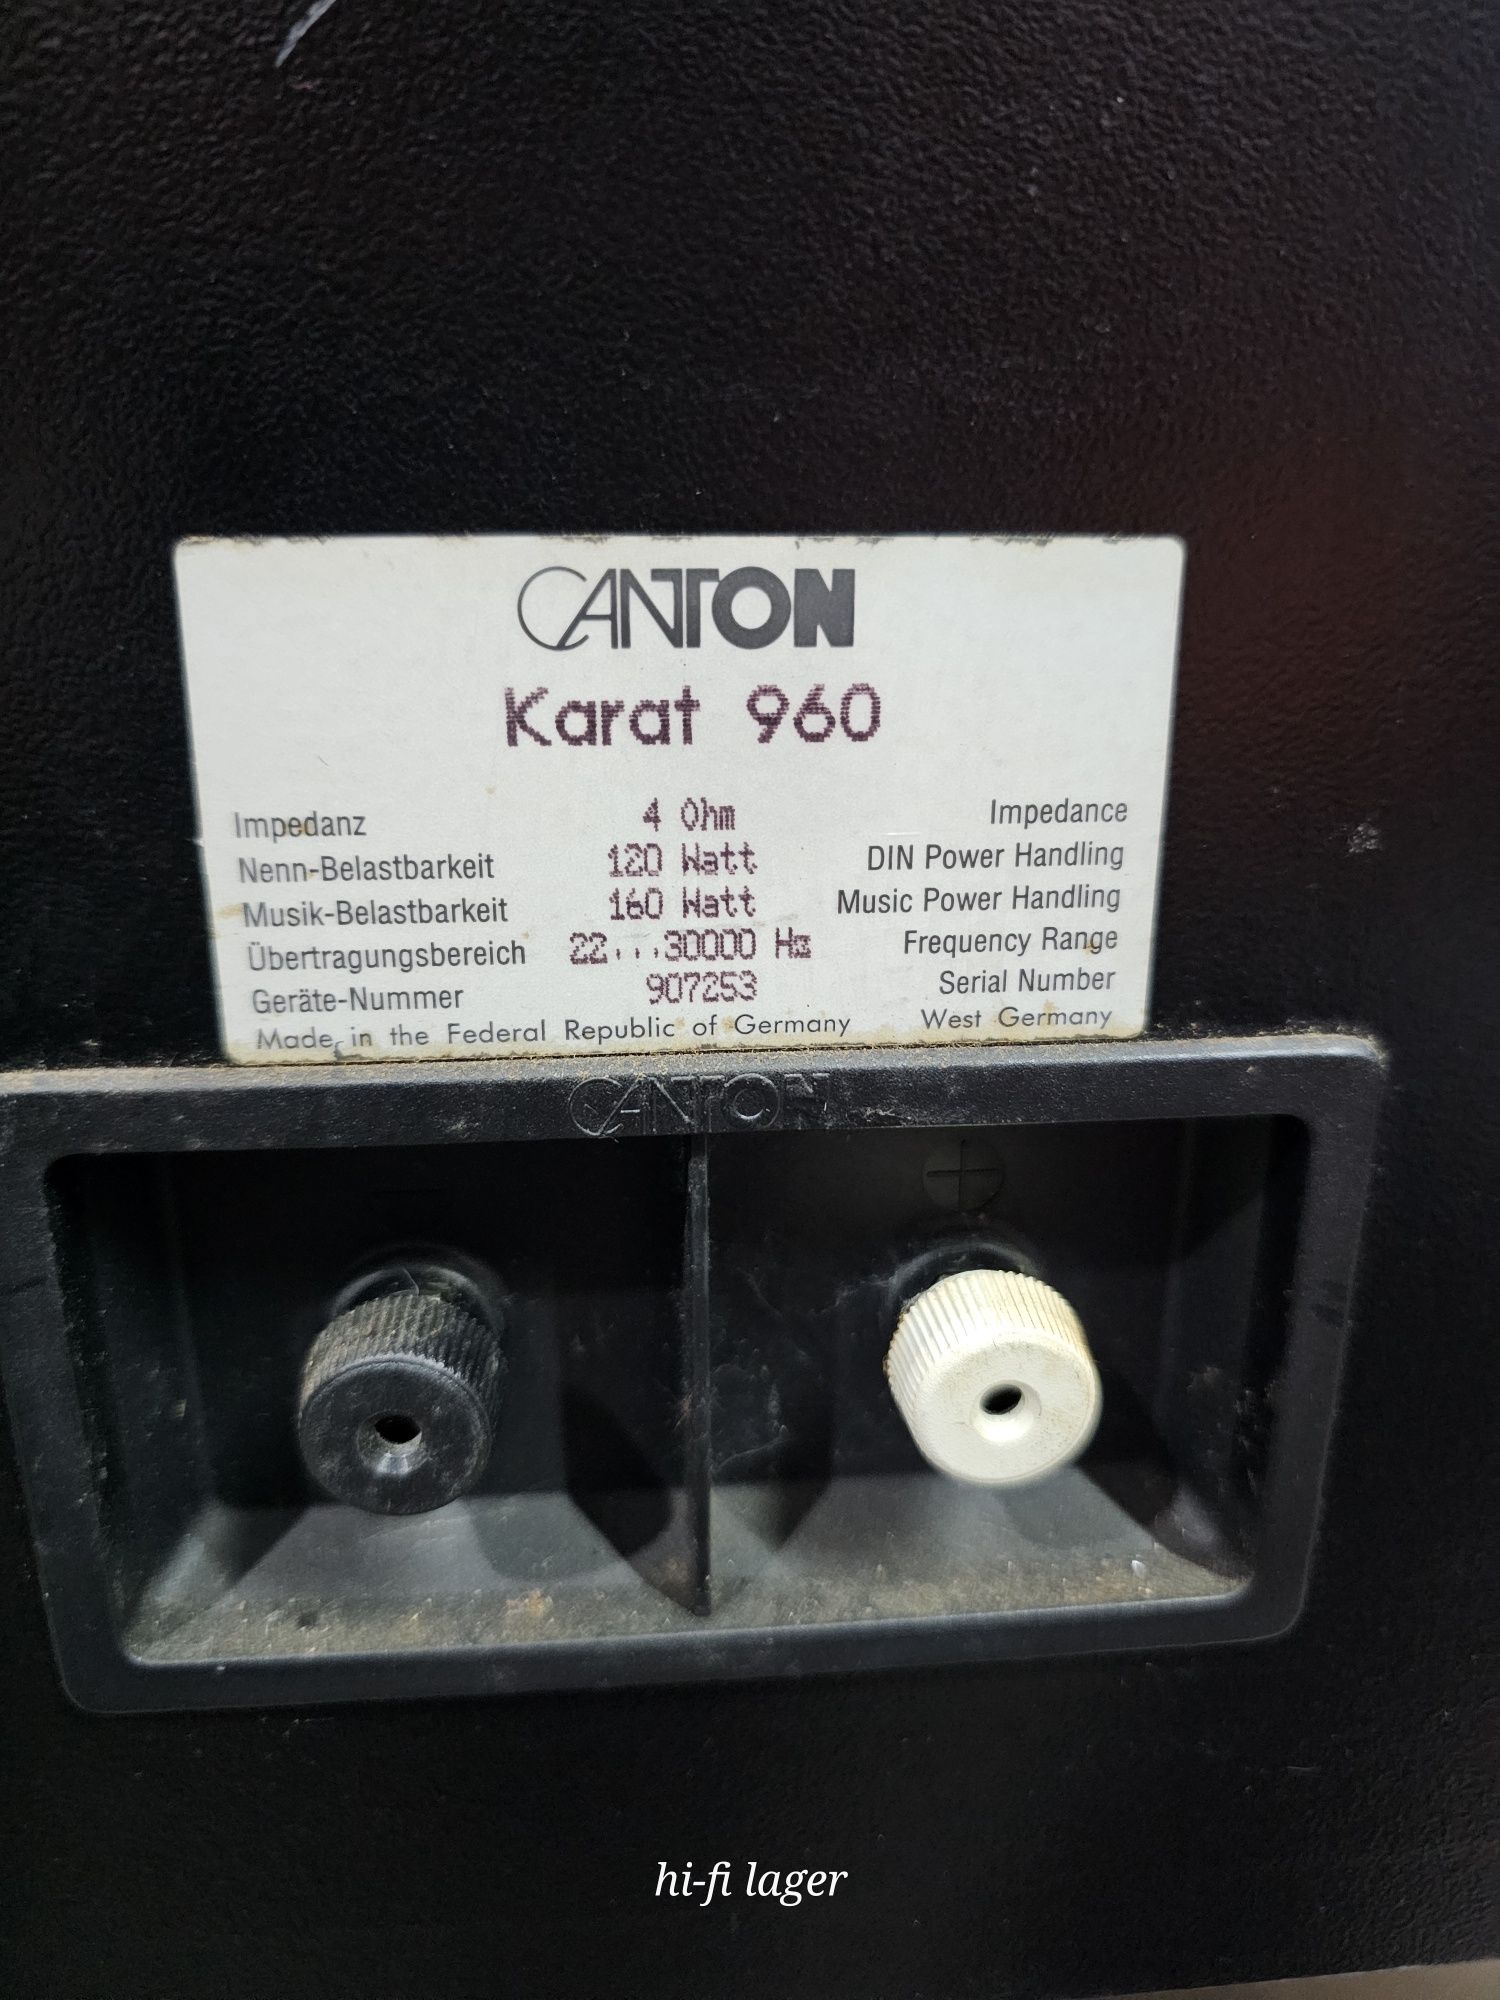 CANTON
Karat 960
Impedanz 4 Ohm Impedance
Nenn-Belastbarkeit 120 Watt DIN Power Handling
Musik-Belastbarkeit 160 Watt Music Power Handling
Übertragungsbereich 22...30000 Hz Frequency Range
Geräte-Nummer 907253 Serial Number
Made in the Federal Republic of Germany West Germany
CANTON
+
hi-fi lager